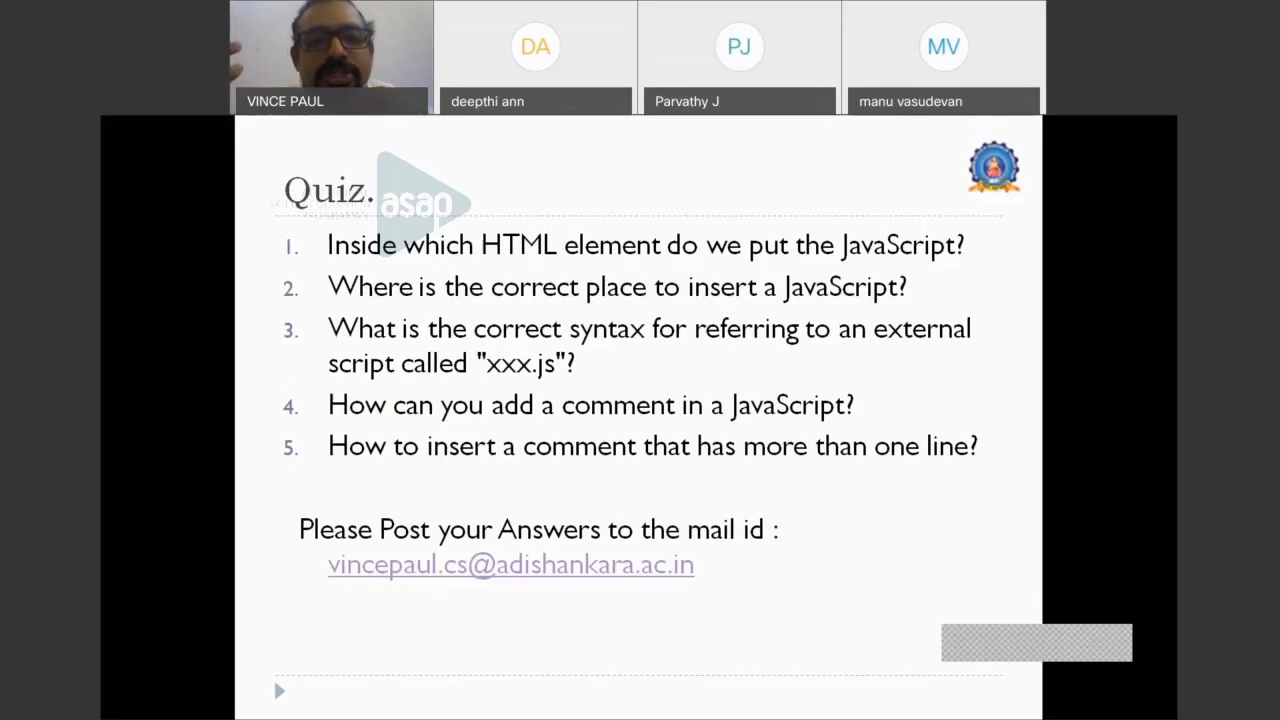 VINCE PAUL
DA
deepthi ann
PJ
Parvathy J
MV
manu vasudevan
Quiz.
asap
1. Inside which HTML element do we put the JavaScript?
2. Where is the correct place to insert a JavaScript?
3. What is the correct syntax for referring to an external
script called "xxx.js"?
4. How can you add a comment in a JavaScript?
5. How to insert a comment that has more than one line?
Please Post your Answers to the mail id :
vincepaul.cs@adishankara.ac.in